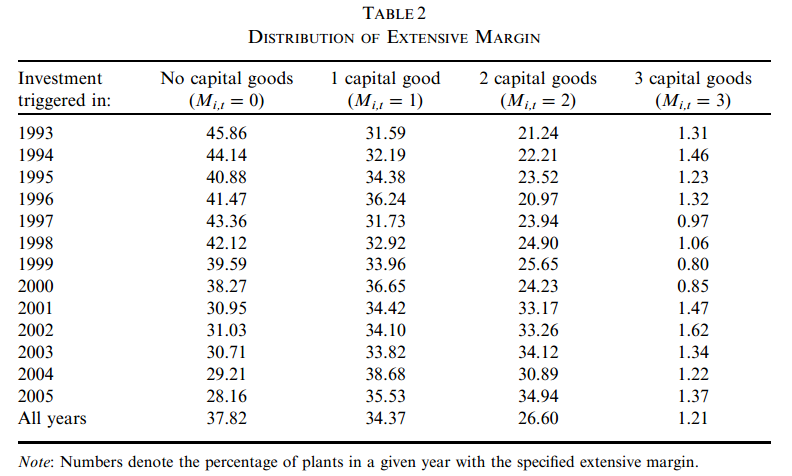 TABLE 2
DISTRIBUTION OF EXTENSIVE MARGIN
Investment No capital goods 1 capital good 2 capital goods 3 capital goods
triggered in: (M_{i,t} = 0) (M_{i,t} = 1) (M_{i,t} = 2) (M_{i,t} = 3)
1993 45.86 31.59 21.24 1.31
1994 44.14 32.19 22.21 1.46
1995 40.88 34.38 23.52 1.23
1996 41.47 36.24 20.97 1.32
1997 43.36 31.73 23.94 0.97
1998 42.12 32.92 24.90 1.06
1999 39.59 33.96 25.65 0.80
2000 38.27 36.65 24.23 0.85
2001 30.95 34.42 33.17 1.47
2002 31.03 34.10 33.26 1.62
2003 30.71 33.82 34.12 1.34
2004 29.21 38.68 30.89 1.22
2005 28.16 35.53 34.94 1.37
All years 37.82 34.37 26.60 1.21
Note: Numbers denote the percentage of plants in a given year with the specified extensive margin.